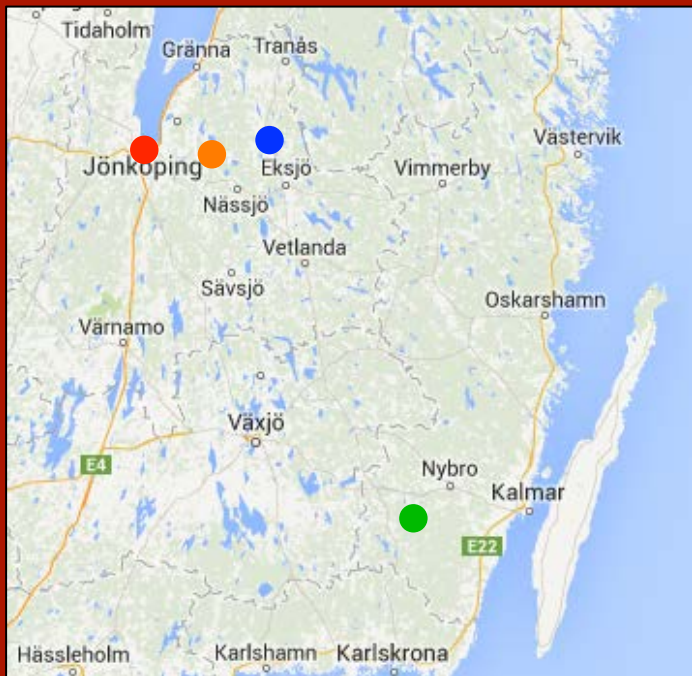 Tidaholm
Gränna
Tranås
Jönköping
Eksjö
Vimmerby
Västervik
Nässjö
Vetlanda
Sävsjö
Oskarshamn
Värnamo
Växjö
E4
Nybro
Kalmar
E22
Hässleholm
Karlshamn
Karlskrona